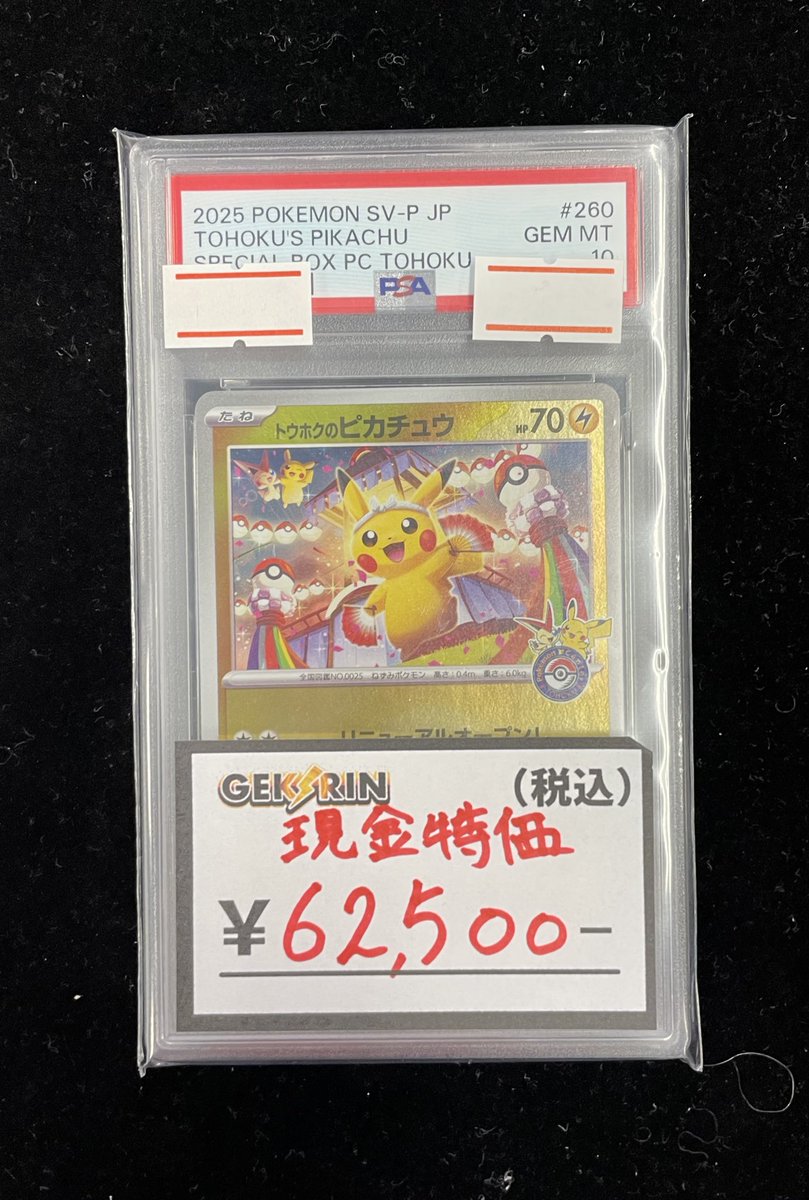 2025 POKEMON SV-P JP #260
TOHOKU'S PIKACHU GEM MT
SPECIAL BOX PC TOHOKU 10
PSA
たね トウホクのピカチュウ HP70
全国図鑑NO.0025 ねずみポケモン 高さ:0.4m 重さ:6.0kg
リニューアルオープン!
GEKIRIN (税込)
現金特価
¥62,500-